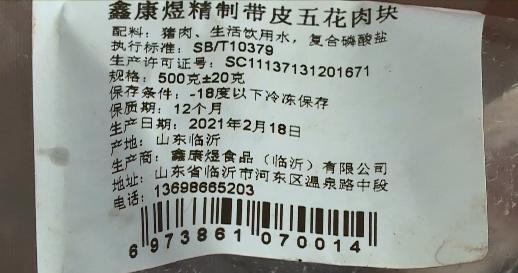 鑫康煜精制带皮五花肉块
配料：猪肉、生活饮用水，复合磷酸盐
执行标准：SB/T10379
生产许可证号：SC11137131201671
规格：500克±20克
保存条件：-18度以下冷冻保存
保质期：12个月
生产日期：2021年2月18日
产地：山东临沂
生产商：鑫康煜食品（临沂）有限公司
地址：山东省临沂市河东区温泉路中段
电话：13698665203
6973861070014